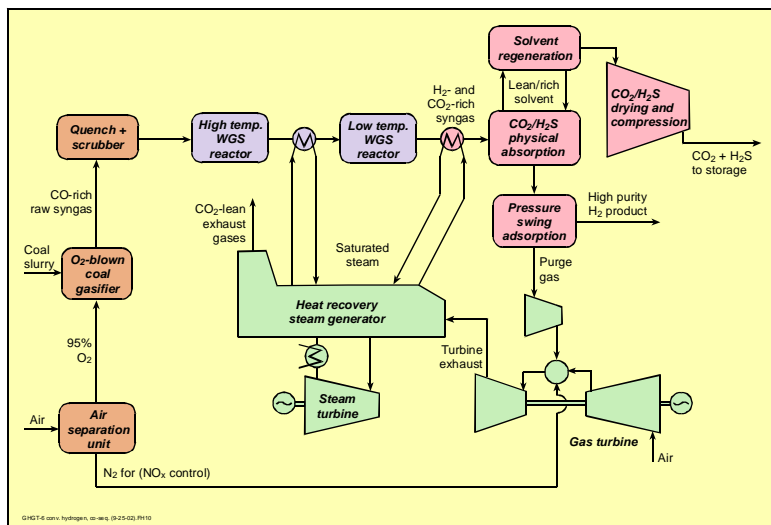 Solvent
regeneration
CO₂/H₂S
drying and
compression
H₂- and
CO₂-rich
syngas
Lean/rich
solvent
Quench +
scrubber
High temp.
WGS
reactor
Low temp.
WGS
reactor
CO₂/H₂S
physical
absorption
CO₂ + H₂S
to storage
CO-rich
raw syngas
CO₂-lean
exhaust
gases
Saturated
steam
Pressure
swing
adsorption
High purity
H₂ product
Coal
slurry
O₂-blown
coal
gasifier
Purge
gas
Heat recovery
steam generator
95%
O₂
Turbine
exhaust
Steam
turbine
Air
Air
separation
unit
Gas turbine
Air
N₂ for (NOₓ control)
GHGT-6 conv. hydrogen, co-seq. (9-25-02).FH10